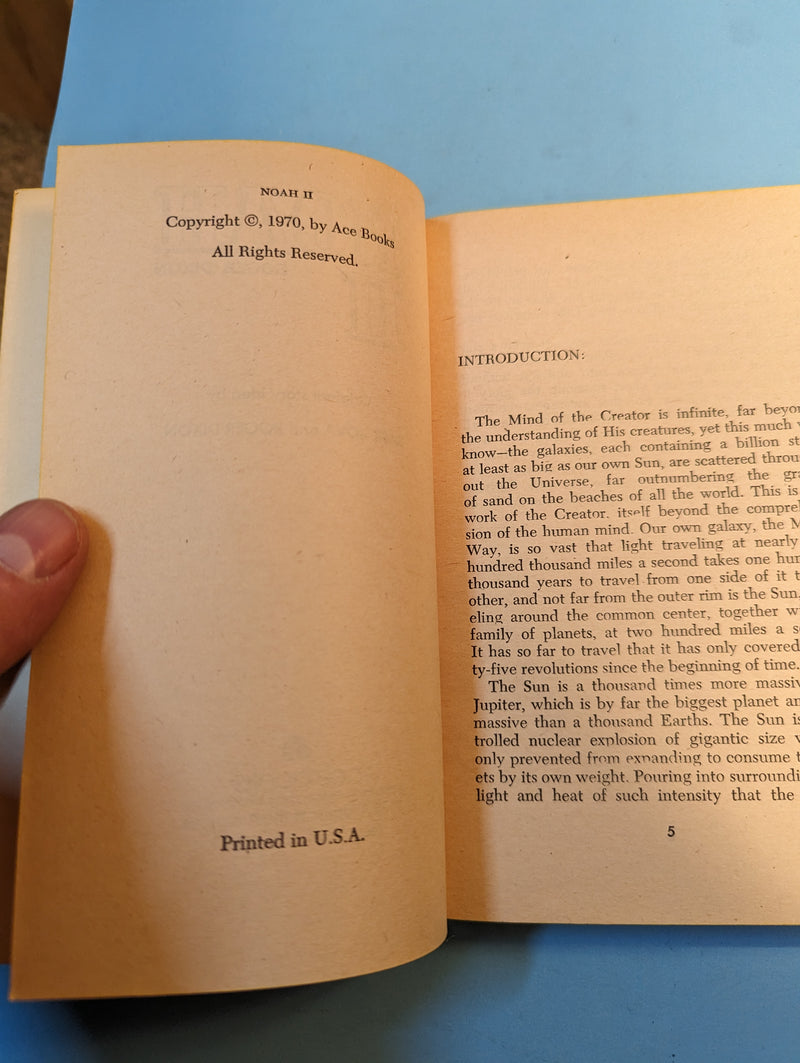 NOAH II
Copyright ©, 1970, by Ace Books
All Rights Reserved.
Printed in U.S.A.
INTRODUCTION:
The Mind of the Creator is infinite, far
the understanding of His creatures, yet this much
know—the galaxies, each containing a billion
at least as big as our own Sun, are scattered
out the Universe, far outnumbering the
of sand on the beaches of all the world. This is
work of the Creator, itself beyond the
sion of the human mind. Our own galaxy, the
Way, is so vast that light traveling at nearly
hundred thousand miles a second takes one
thousand years to travel from one side of it
other, and not far from the outer rim is the Sun,
eling around the common center, together
family of planets, at two hundred miles a
It has so far to travel that it has only covered
ty-five revolutions since the beginning of time.
The Sun is a thousand times more
Jupiter, which is by far the biggest planet
massive than a thousand Earths. The Sun is
trolled nuclear explosion of gigantic size
only prevented from expanding to consume
ets by its own weight. Pouring into
light and heat of such intensity that the
5